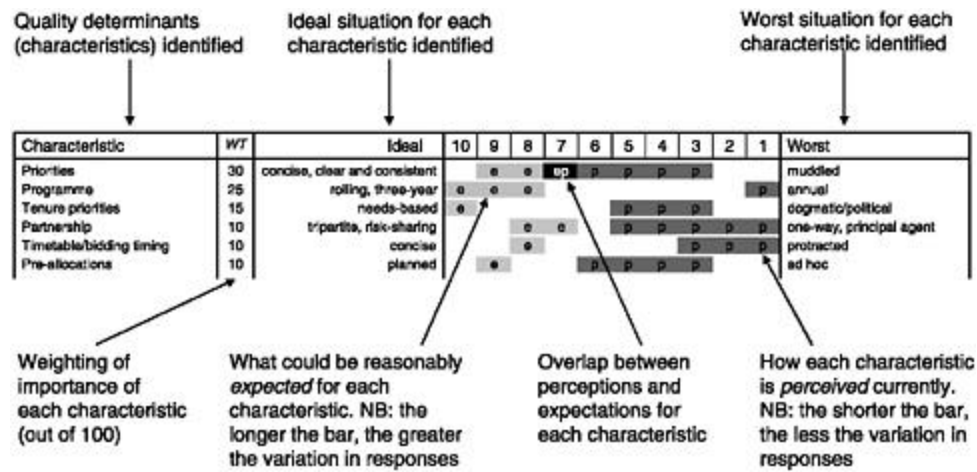 Quality determinants
(characteristics) identified
Ideal situation for each
characteristic identified
Worst situation for each
characteristic identified
Characteristic WT Ideal 10 9 8 7 6 5 4 3 2 1 Worst
Priorities 30 concise, clear and consistent e e ep p p p p muddled
Programme 25 rolling, three-year e e e p annual
Tenure priorities 15 needs-based e p p p dogmatic/political
Partnership 10 tripartite, risk-sharing e e p p p p p one-way, principal agent
Timetable/bidding timing 10 concise e p p p protracted
Pre-allocations 10 planned e p p p p ad hoc
Weighting of
importance of
each characteristic
(out of 100)
What could be reasonably
expected for each
characteristic. NB: the
longer the bar, the greater
the variation in responses
Overlap between
perceptions and
expectations for
each characteristic
How each characteristic
is perceived currently.
NB: the shorter the bar,
the less the variation in
responses